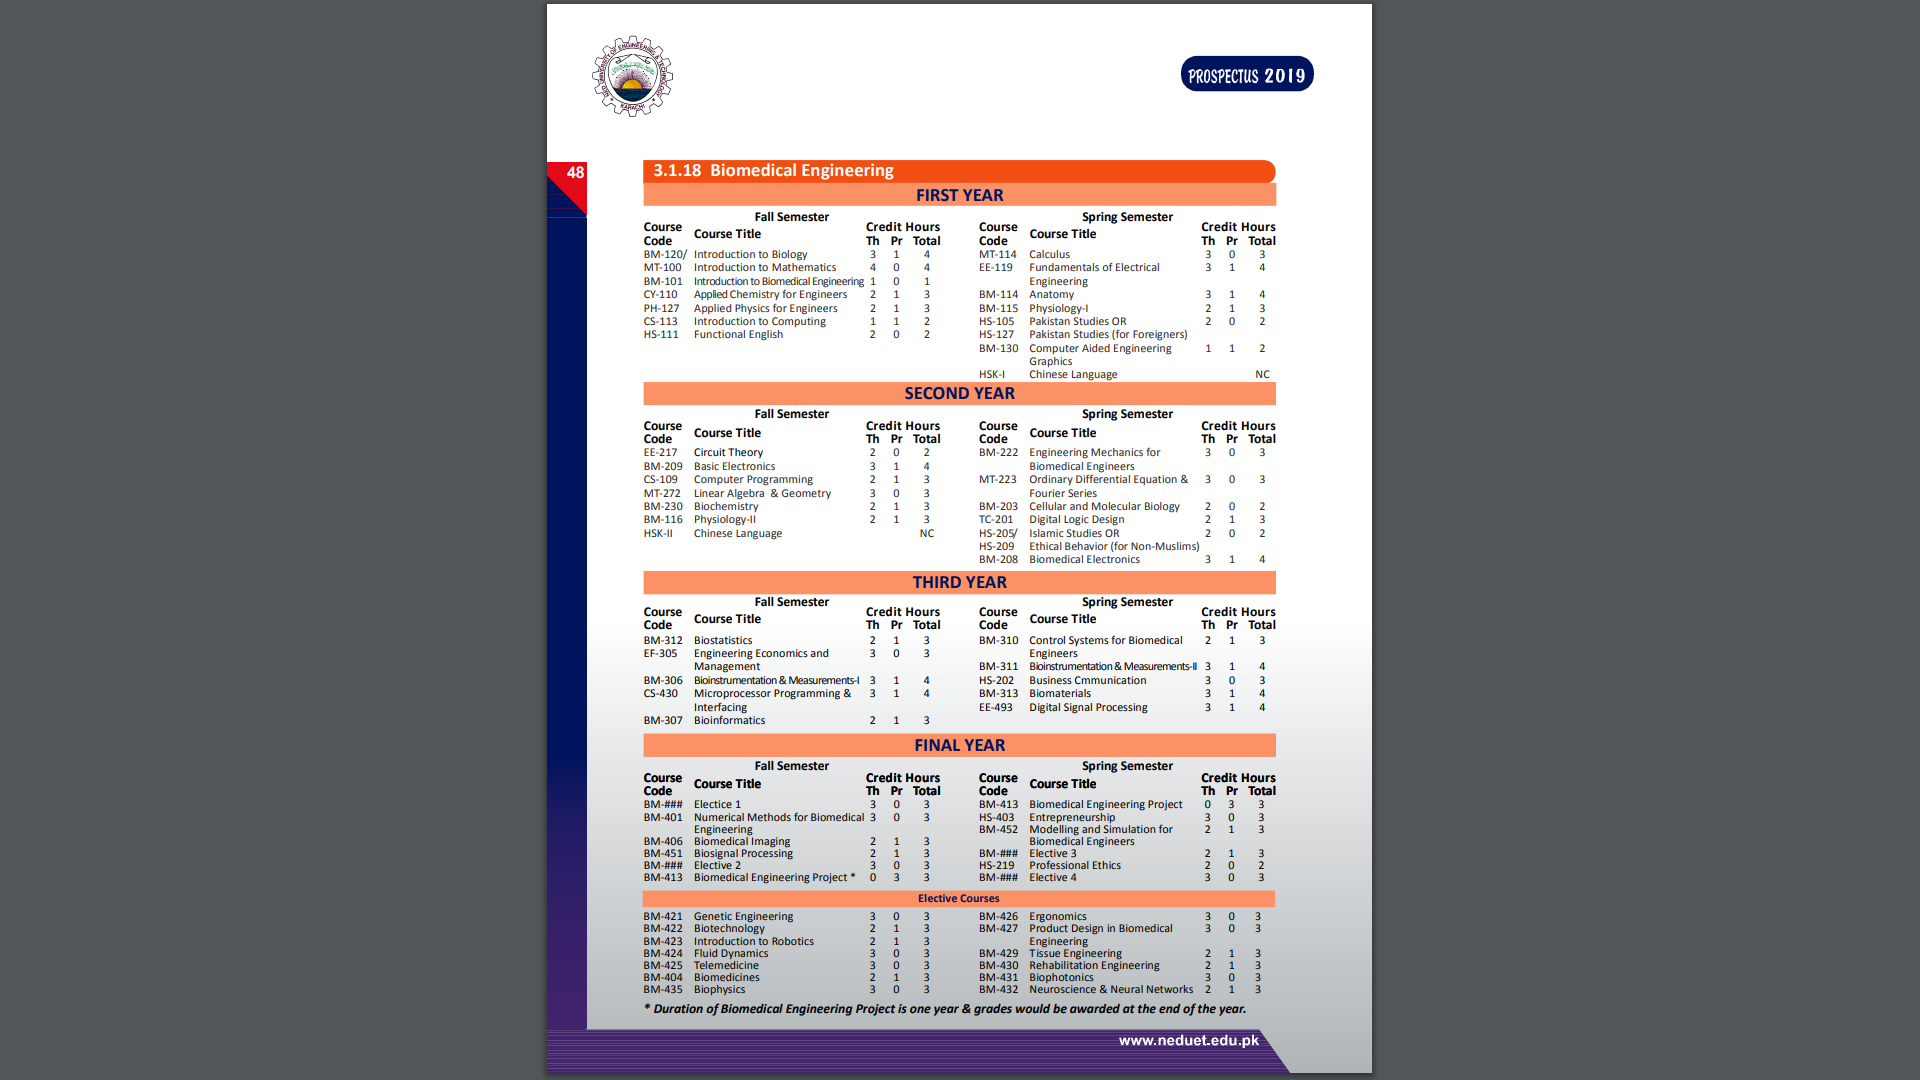 NED UNIVERSITY OF ENGINEERING & TECHNOLOGY
KARACHI
PROSPECTUS 2019
48
3.1.18 Biomedical Engineering
FIRST YEAR
Fall Semester
Course Code Course Title Credit Hours Th Pr Total
BM-120/ Introduction to Biology 3 1 4
MT-100 Introduction to Mathematics 4 0 4
BM-101 Introduction to Biomedical Engineering 1 0 1
CY-110 Applied Chemistry for Engineers 2 1 3
PH-127 Applied Physics for Engineers 2 1 3
CS-113 Introduction to Computing 1 1 2
HS-111 Functional English 2 0 2
Spring Semester
Course Code Course Title Credit Hours Th Pr Total
MT-114 Calculus 3 0 3
EE-119 Fundamentals of Electrical 3 1 4
Engineering
BM-114 Anatomy 3 1 4
BM-115 Physiology-I 2 1 3
HS-105 Pakistan Studies OR 2 0 2
HS-127 Pakistan Studies (for Foreigners)
BM-130 Computer Aided Engineering 1 1 2
Graphics
HSK-I Chinese Language NC
SECOND YEAR
Fall Semester
Course Code Course Title Credit Hours Th Pr Total
EE-217 Circuit Theory 2 0 2
BM-209 Basic Electronics 3 1 4
CS-109 Computer Programming 2 1 3
MT-272 Linear Algebra & Geometry 3 0 3
BM-230 Biochemistry 2 1 3
BM-116 Physiology-II 2 1 3
HSK-II Chinese Language NC
Spring Semester
Course Code Course Title Credit Hours Th Pr Total
BM-222 Engineering Mechanics for 3 0 3
Biomedical Engineers
MT-223 Ordinary Differential Equation & 3 0 3
Fourier Series
BM-203 Cellular and Molecular Biology 2 0 2
TC-201 Digital Logic Design 2 1 3
HS-205/ Islamic Studies OR 2 0 2
HS-209 Ethical Behavior (for Non-Muslims)
BM-208 Biomedical Electronics 3 1 4
THIRD YEAR
Fall Semester
Course Code Course Title Credit Hours Th Pr Total
BM-312 Biostatistics 2 1 3
EF-305 Engineering Economics and 3 0 3
Management
BM-306 Bioinstrumentation & Measurements-I 3 1 4
CS-430 Microprocessor Programming & 3 1 4
Interfacing
BM-307 Bioinformatics 2 1 3
Spring Semester
Course Code Course Title Credit Hours Th Pr Total
BM-310 Control Systems for Biomedical 2 1 3
Engineers
BM-311 Bioinstrumentation & Measurements-II 3 1 4
HS-202 Business Cmmunication 3 0 3
BM-313 Biomaterials 3 1 4
EE-493 Digital Signal Processing 3 1 4
FINAL YEAR
Fall Semester
Course Code Course Title Credit Hours Th Pr Total
BM-### Electice 1 3 0 3
BM-401 Numerical Methods for Biomedical 3 0 3
Engineering
BM-406 Biomedical Imaging 2 1 3
BM-451 Biosignal Processing 2 1 3
BM-### Elective 2 3 0 3
BM-413 Biomedical Engineering Project * 0 3 3
Spring Semester
Course Code Course Title Credit Hours Th Pr Total
BM-413 Biomedical Engineering Project 0 3 3
HS-403 Entrepreneurship 3 0 3
BM-452 Modelling and Simulation for 2 1 3
Biomedical Engineers
BM-### Elective 3 2 1 3
HS-219 Professional Ethics 2 0 2
BM-### Elective 4 3 0 3
Elective Courses
BM-421 Genetic Engineering 3 0 3
BM-422 Biotechnology 2 1 3
BM-423 Introduction to Robotics 2 1 3
BM-424 Fluid Dynamics 3 0 3
BM-425 Telemedicine 3 0 3
BM-404 Biomedicines 2 1 3
BM-435 Biophysics 3 0 3
BM-426 Ergonomics 3 0 3
BM-427 Product Design in Biomedical 3 0 3
Engineering
BM-429 Tissue Engineering 2 1 3
BM-430 Rehabilitation Engineering 2 1 3
BM-431 Biophotonics 3 0 3
BM-432 Neuroscience & Neural Networks 2 1 3
* Duration of Biomedical Engineering Project is one year & grades would be awarded at the end of the year.
www.neduet.edu.pk